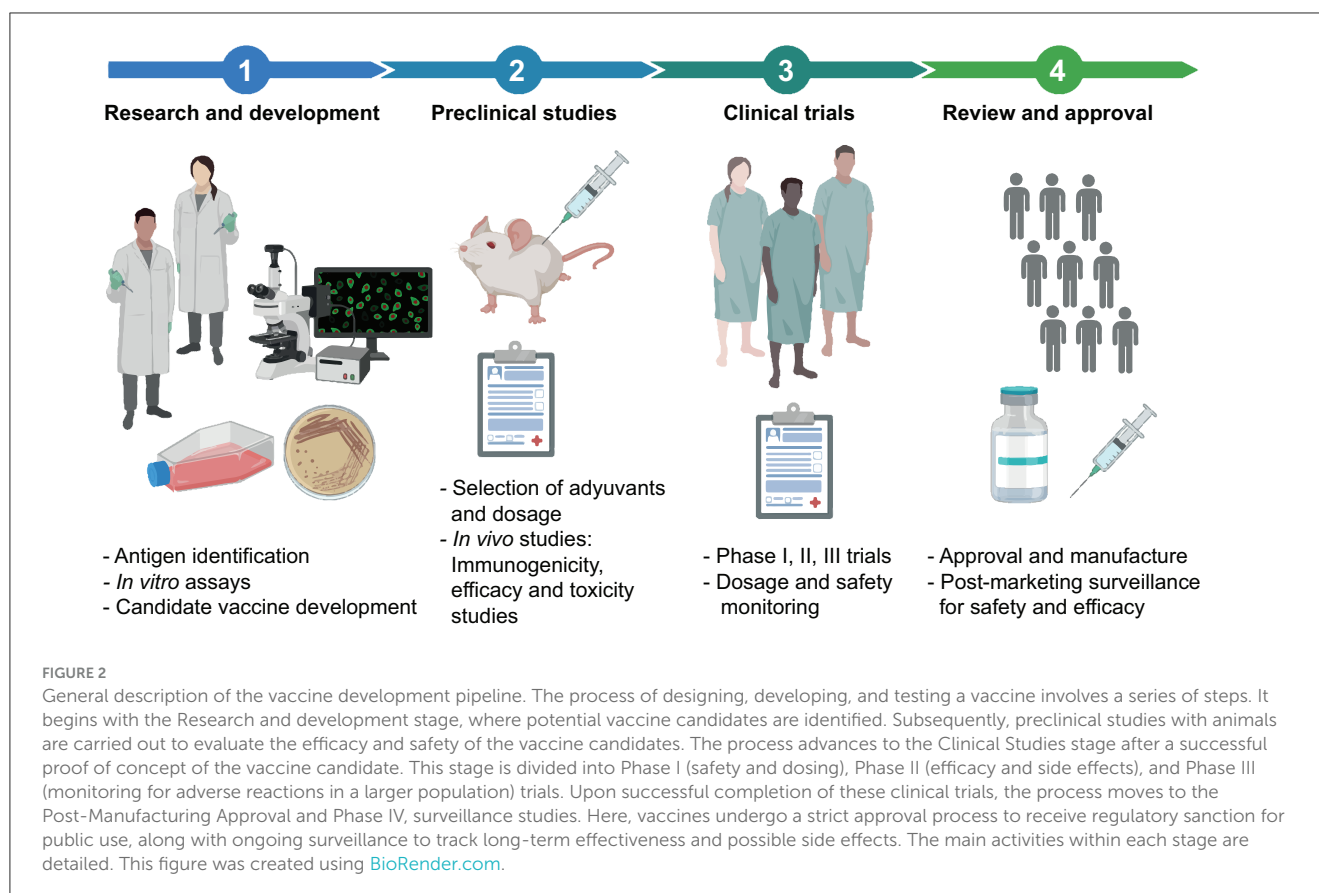 1
2
3
4
Research and development
Preclinical studies
Clinical trials
Review and approval
- Antigen identification
- In vitro assays
- Candidate vaccine development
- Selection of adyuvants
and dosage
- In vivo studies:
Immunogenicity,
efficacy and toxicity
studies
- Phase I, II, III trials
- Dosage and safety
monitoring
- Approval and manufacture
- Post-marketing surveillance
for safety and efficacy
FIGURE 2
General description of the vaccine development pipeline. The process of designing, developing, and testing a vaccine involves a series of steps. It
begins with the Research and development stage, where potential vaccine candidates are identified. Subsequently, preclinical studies with animals
are carried out to evaluate the efficacy and safety of the vaccine candidates. The process advances to the Clinical Studies stage after a successful
proof of concept of the vaccine candidate. This stage is divided into Phase I (safety and dosing), Phase II (efficacy and side effects), and Phase III
(monitoring for adverse reactions in a larger population) trials. Upon successful completion of these clinical trials, the process moves to the
Post-Manufacturing Approval and Phase IV, surveillance studies. Here, vaccines undergo a strict approval process to receive regulatory sanction for
public use, along with ongoing surveillance to track long-term effectiveness and possible side effects. The main activities within each stage are
detailed. This figure was created using BioRender.com.